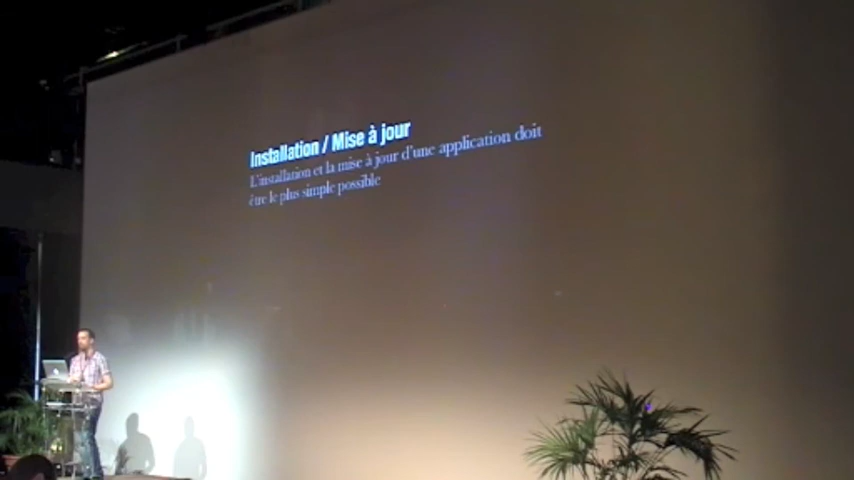 Installation / Mise à jour
L'installation et la mise à jour d'une application doit
être le plus simple possible